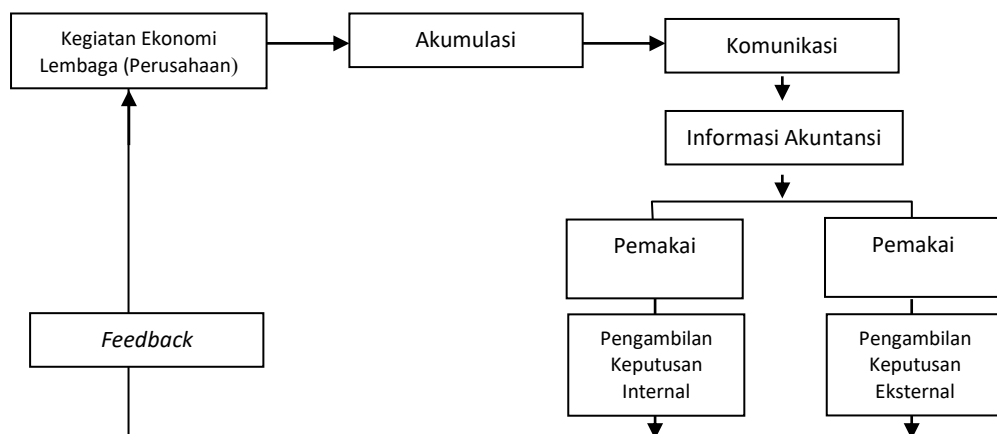 Kegiatan Ekonomi
Lembaga (Perusahaan)
Akumulasi
Komunikasi
Informasi Akuntansi
Pemakai
Pemakai
Feedback
Pengambilan
Keputusan
Internal
Pengambilan
Keputusan
Eksternal